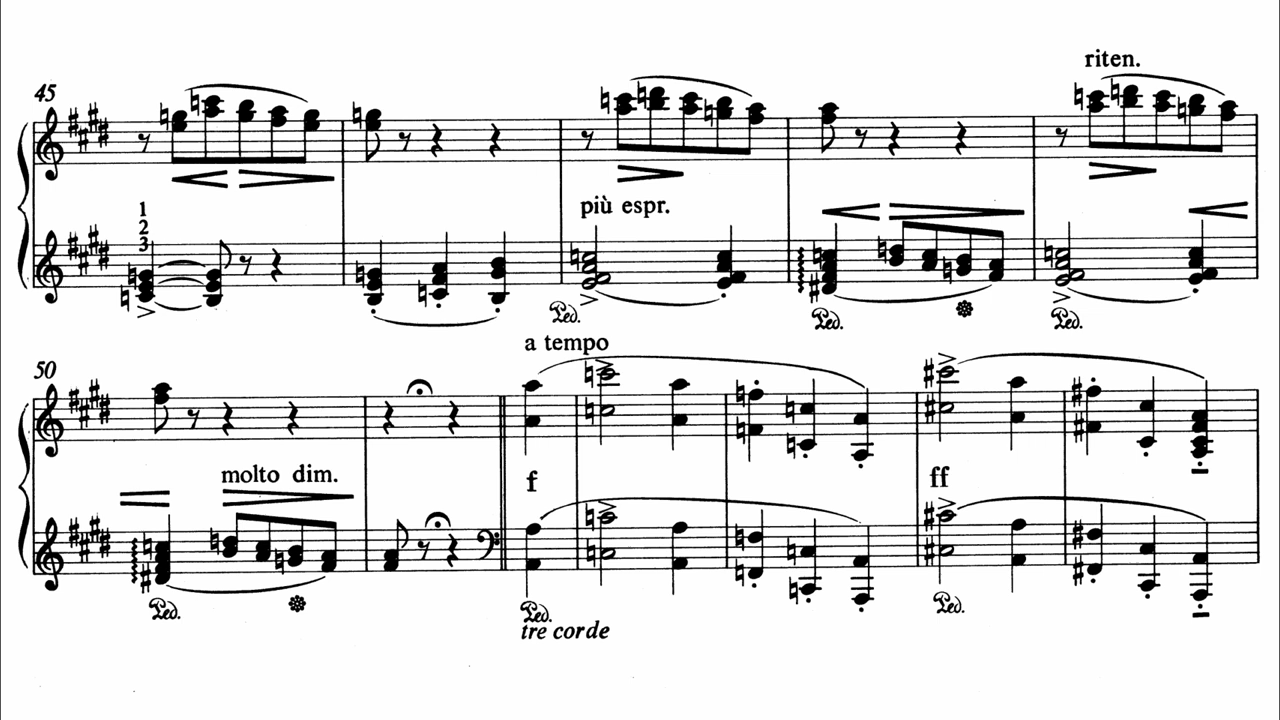 riten.
45
più espr.
1
2
3
Ped. Ped. Ped.
a tempo
50
molto dim. f ff
Ped. Ped. Ped.
tre corde